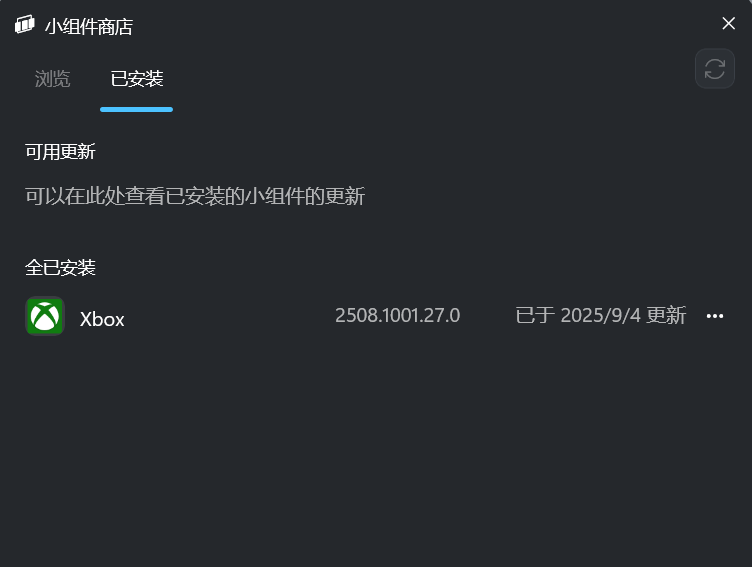 小组件商店
浏览 已安装
可用更新
可以在此处查看已安装的小组件的更新
全已安装
Xbox 2508.1001.27.0 已于 2025/9/4 更新